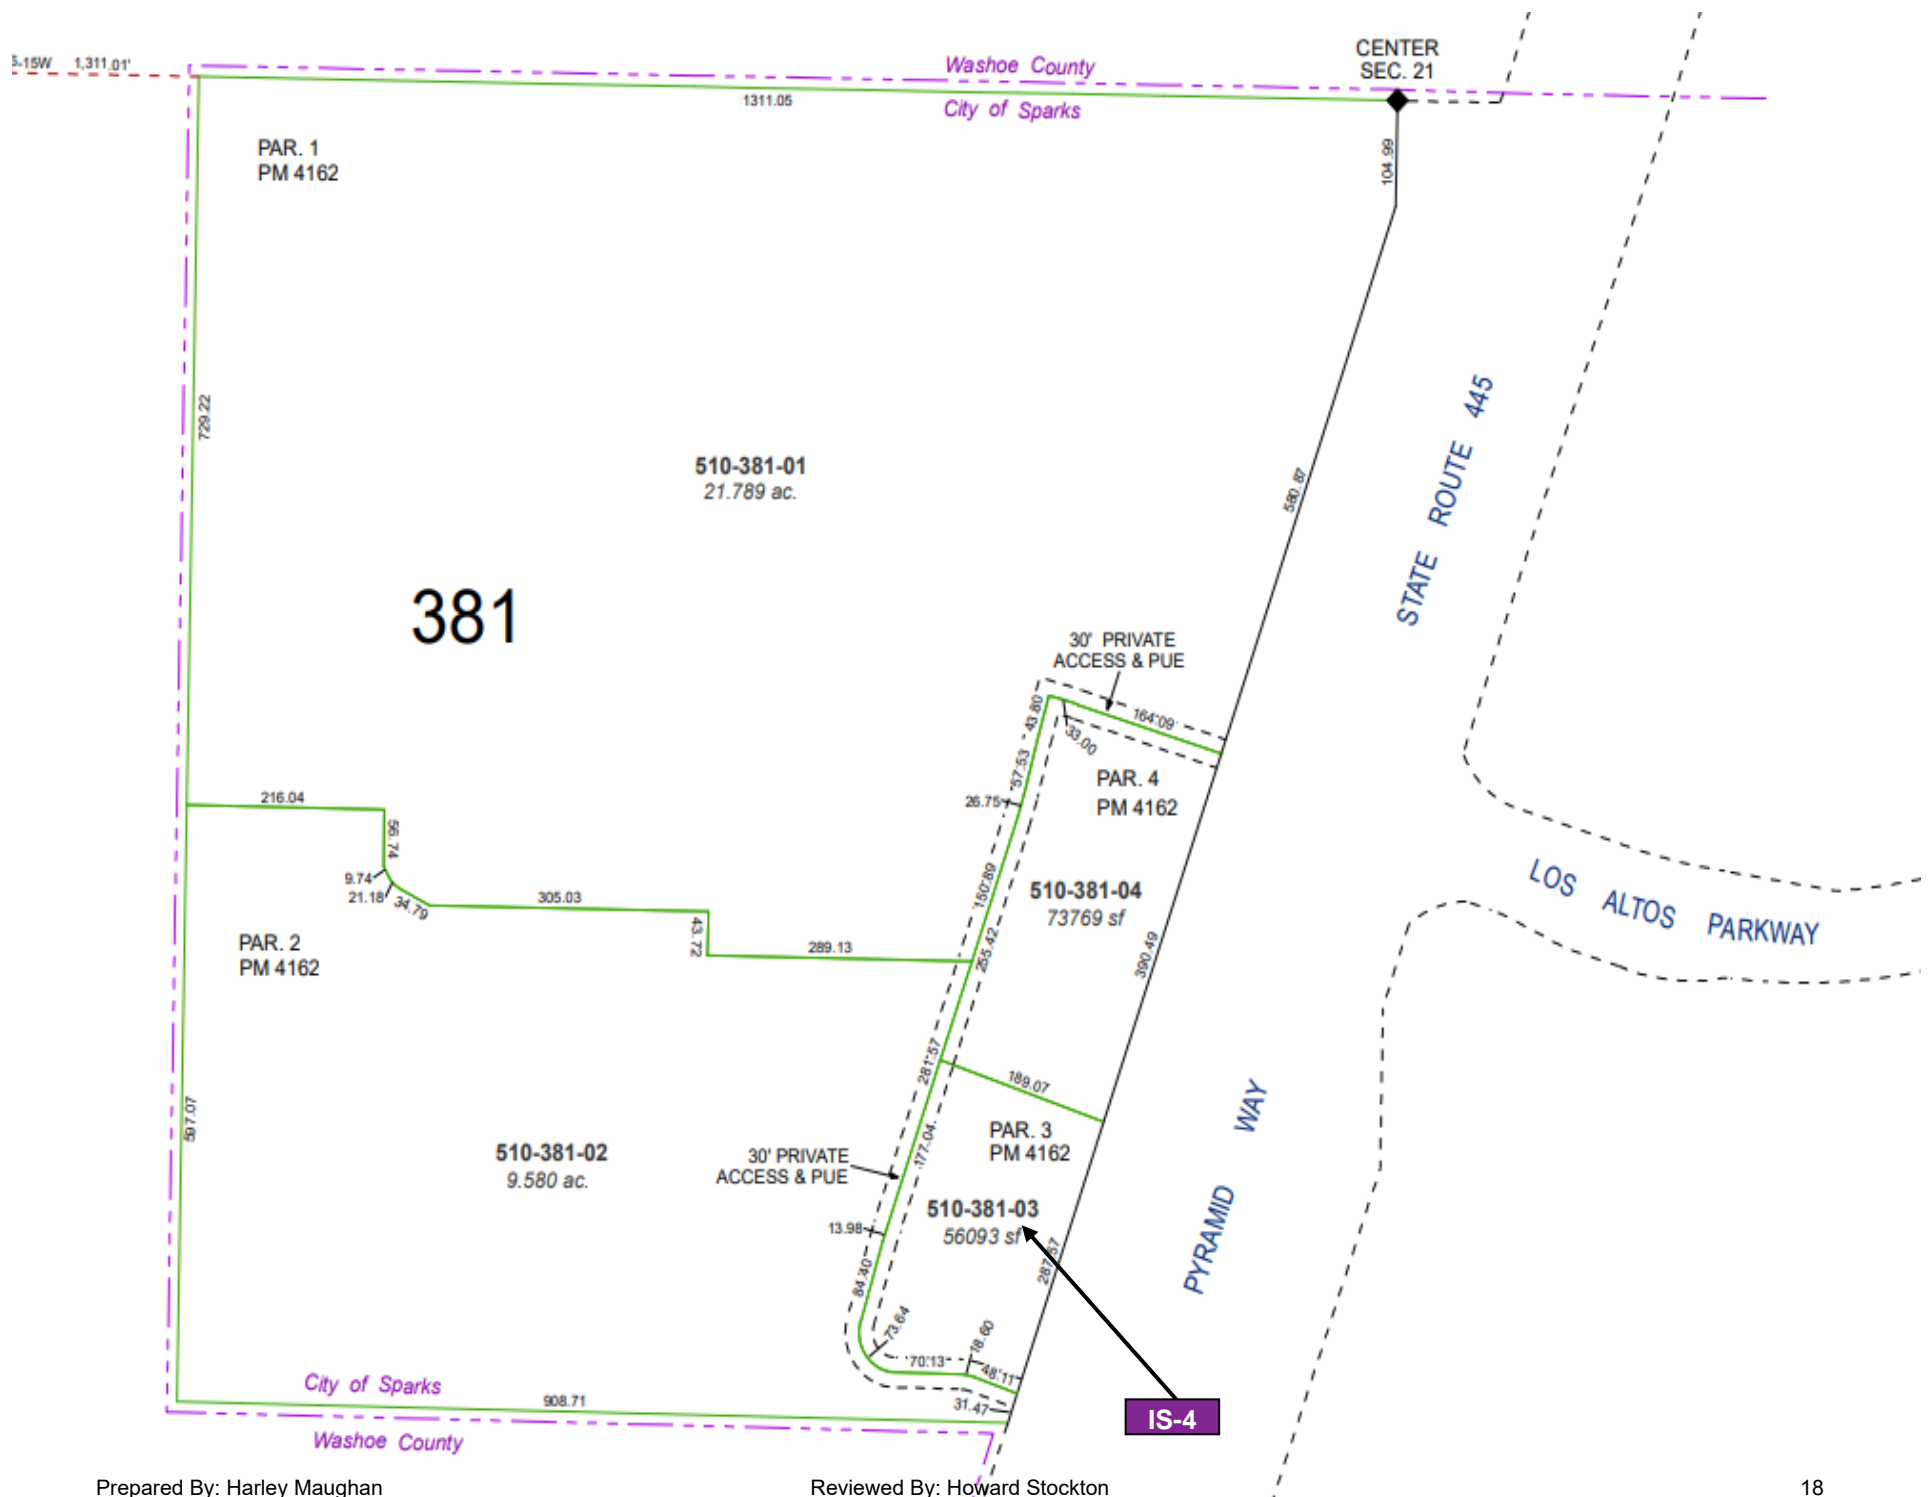 5-15W 1,311.01'
Washoe County
CENTER
SEC. 21
1311.05
City of Sparks
104.99
PAR. 1
PM 4162
729.22
STATE ROUTE 445
510-381-01
21.789 ac.
580.87
381
30' PRIVATE
ACCESS & PUE
43.80
164.09
33.00
57.53
PAR. 4
PM 4162
26.75
216.04
56.74
9.74
21.18
34.79
305.03
43.72
289.13
150.89
510-381-04
73769 sf
LOS ALTOS PARKWAY
255.42
390.49
PAR. 2
PM 4162
281.57
189.07
597.07
PYRAMID WAY
PAR. 3
PM 4162
177.04
510-381-02
9.580 ac.
30' PRIVATE
ACCESS & PUE
510-381-03
56093 sf
13.98
287.57
84.40
73.64
18.60
70.13
48.11
31.47
City of Sparks
908.71
IS-4
Washoe County
Prepared By: Harley Maughan
Reviewed By: Howard Stockton
18